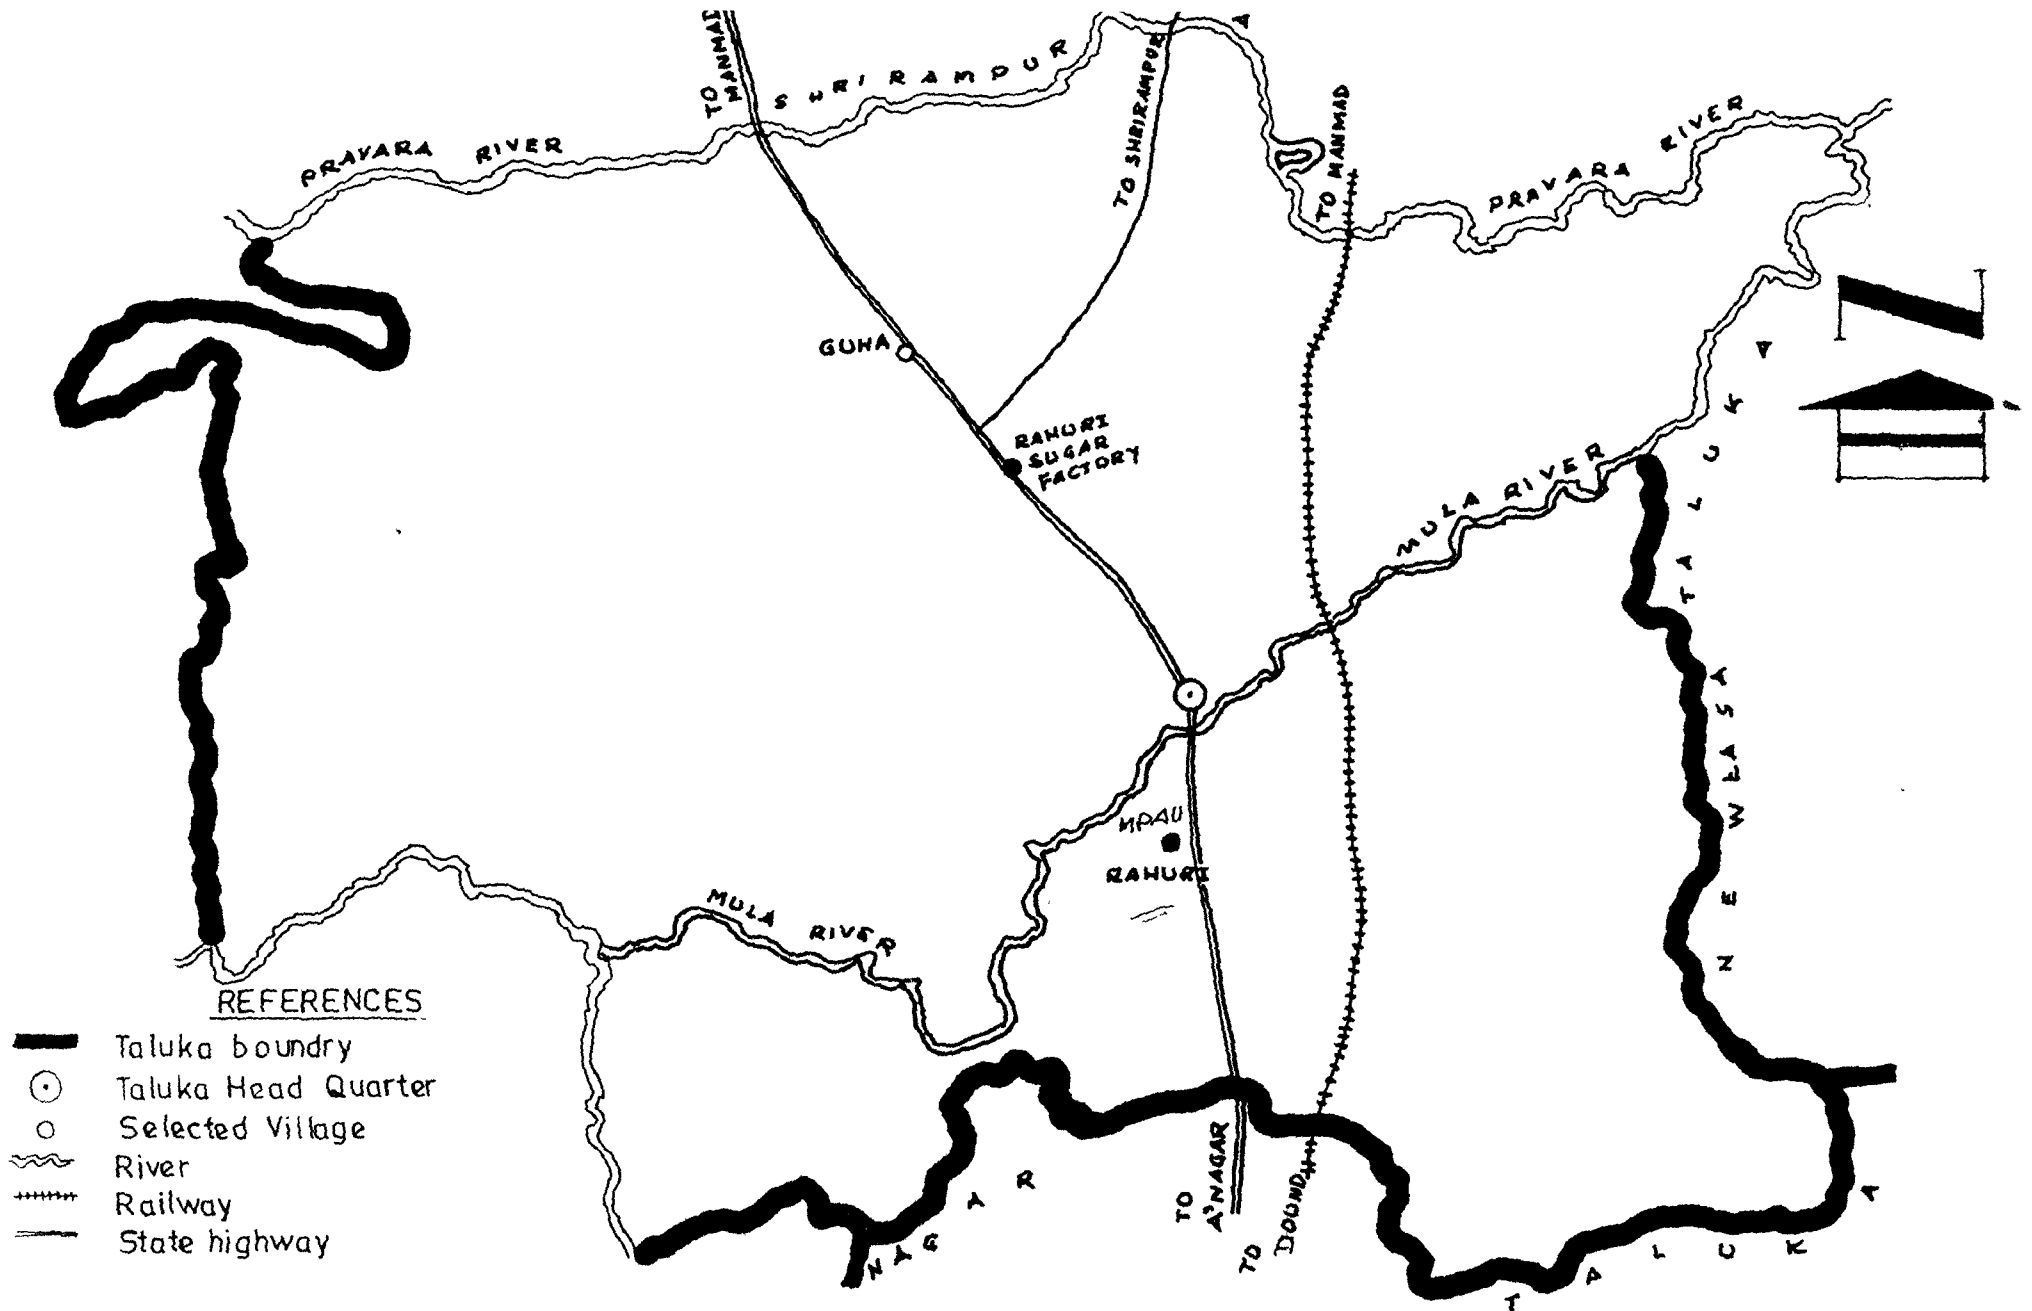 TO MANMAD
SHRIRAMPUR
TO SHRIRAMPUR
TO MANMAD
PRAVARA RIVER
PRAVARA RIVER
GUHA
RAHURI
SUGAR
FACTORY
MULA RIVER
NEWASA TALUKA
N
MPAU
RAHURI
MULA RIVER
REFERENCES
Taluka boundry
Taluka Head Quarter
Selected Village
River
Railway
State highway
TO A'NAGAR
TO DOUND
NAGAR TALUKA